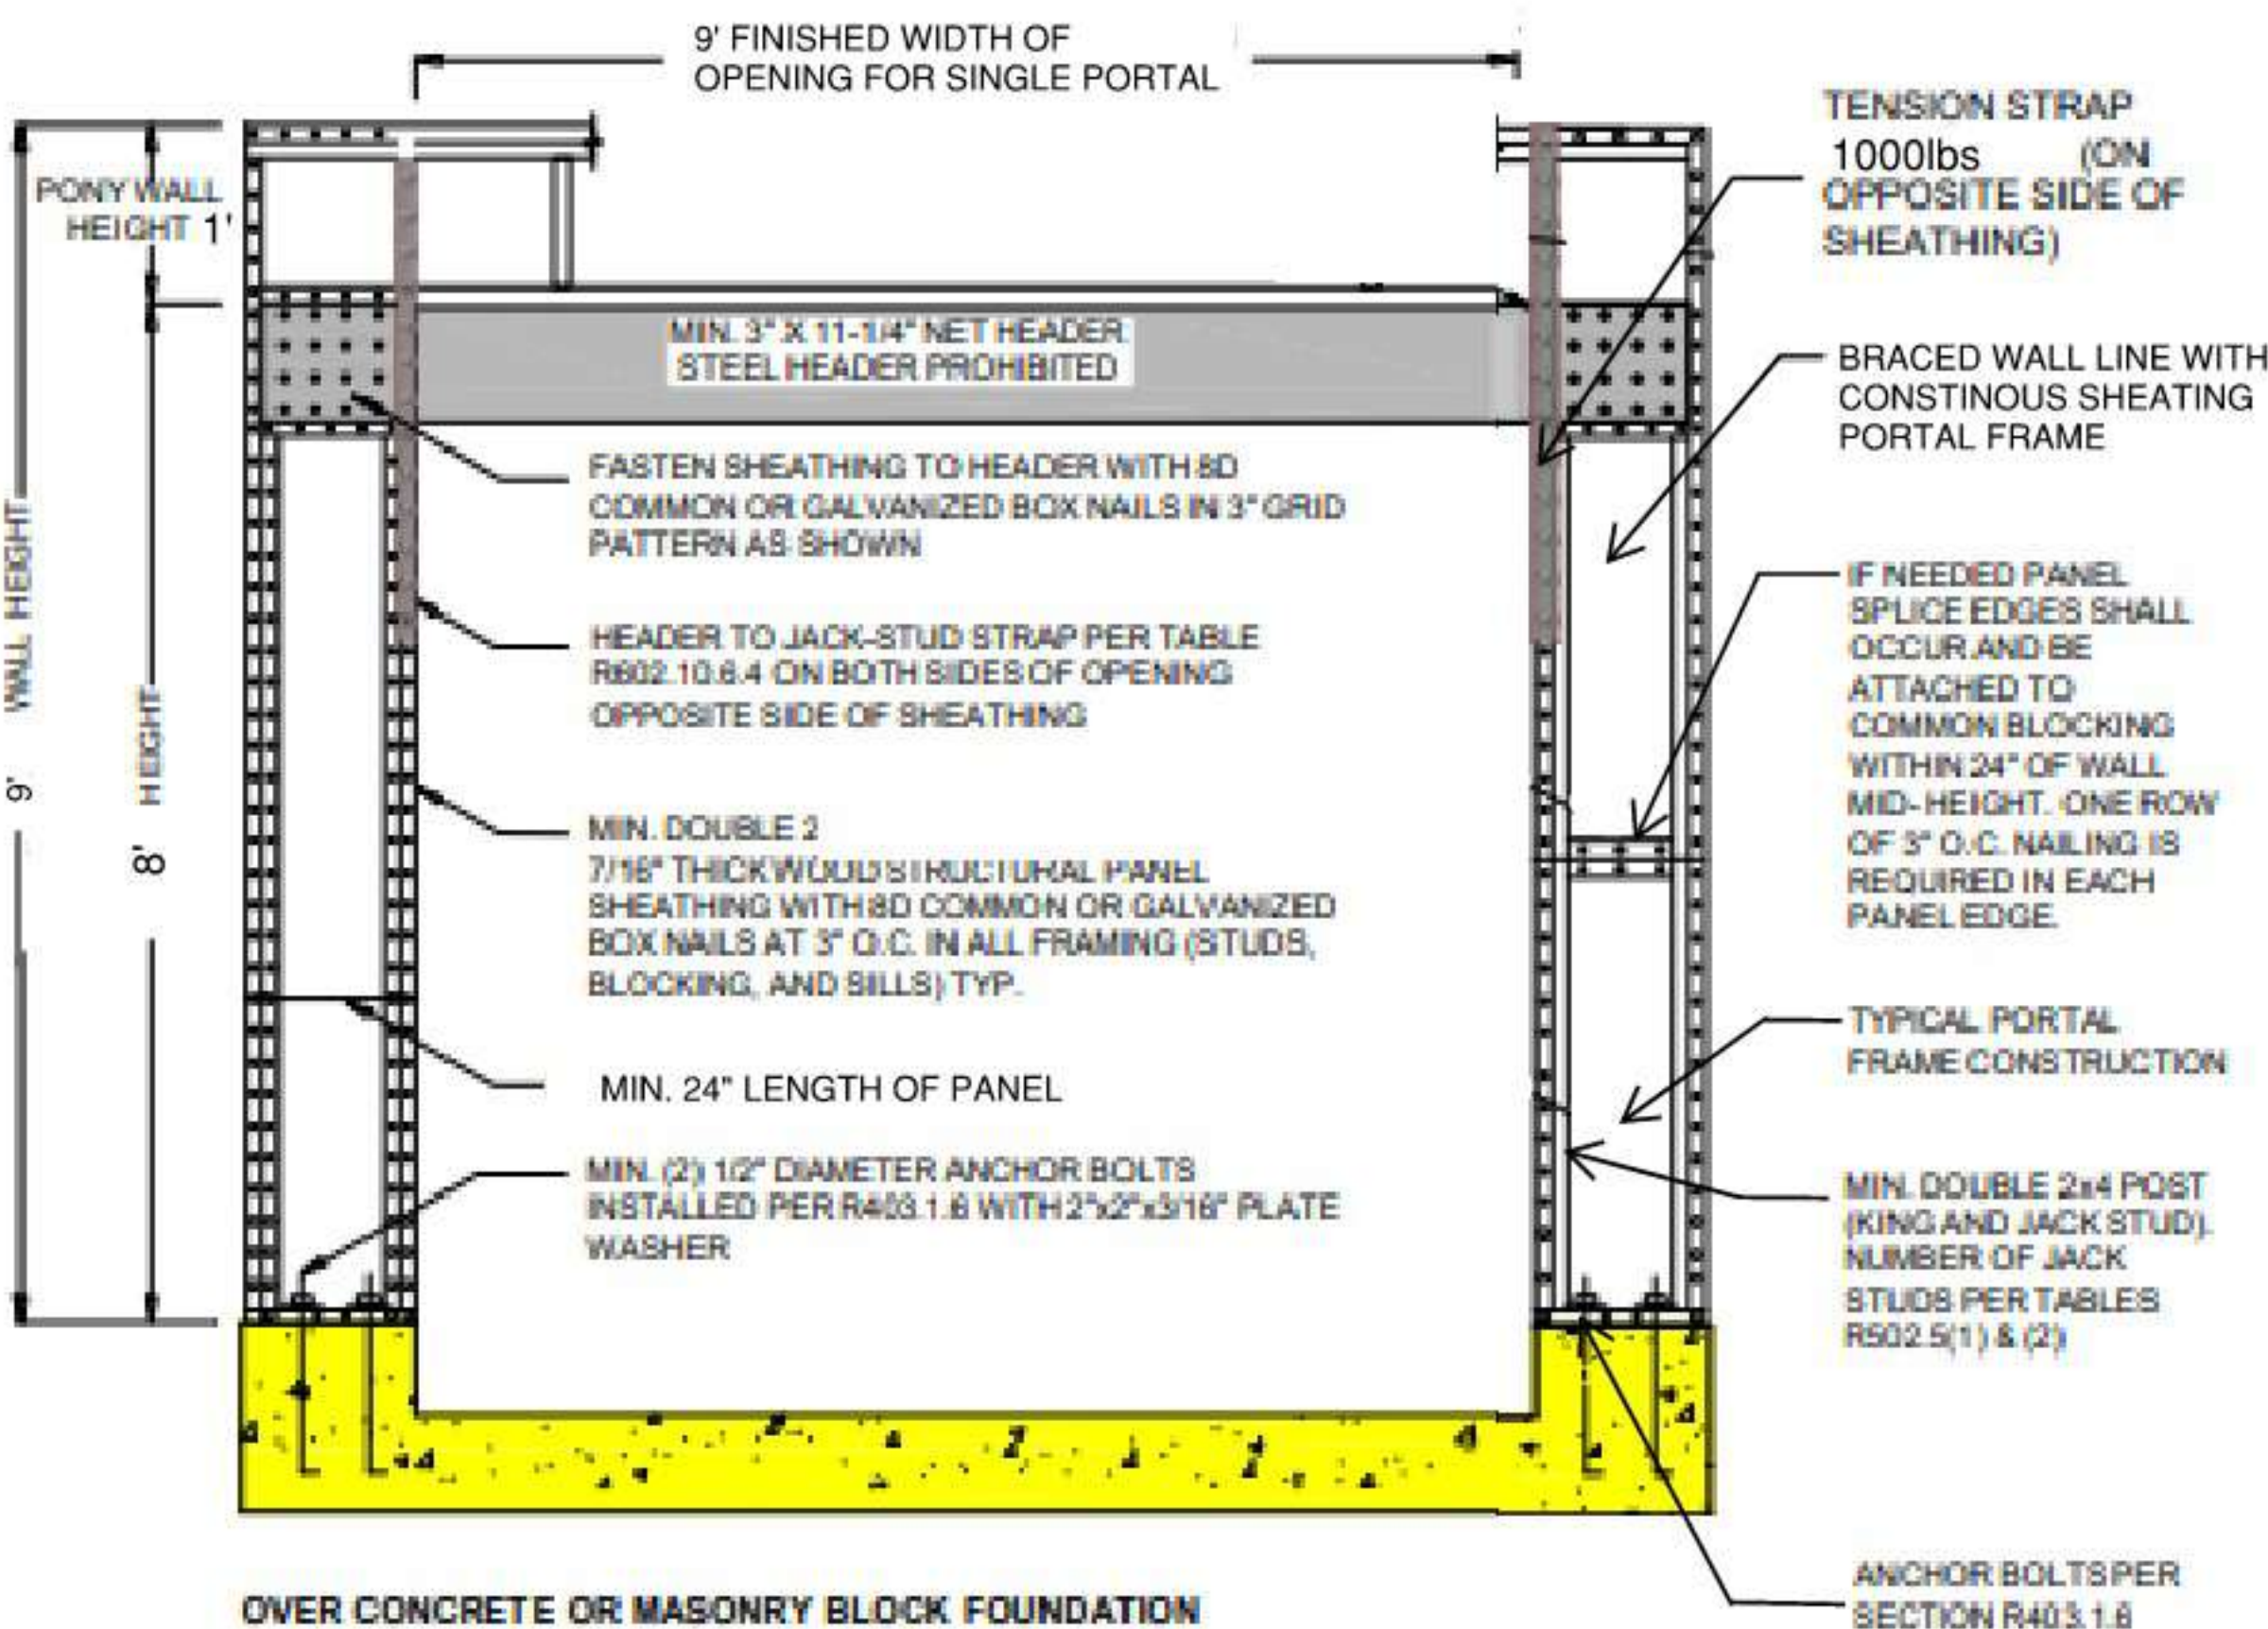 9' FINISHED WIDTH OF
OPENING FOR SINGLE PORTAL
TENSION STRAP
1000lbs (ON
OPPOSITE SIDE OF
SHEATHING)
PONY WALL
HEIGHT 1'
MIN. 3" X 11-1/4" NET HEADER
STEEL HEADER PROHIBITED
BRACED WALL LINE WITH
CONSTINOUS SHEATING
PORTAL FRAME
FASTEN SHEATHING TO HEADER WITH 8D
COMMON OR GALVANIZED BOX NAILS IN 3" GRID
PATTERN AS SHOWN
9' WALL HEIGHT
8' HEIGHT
IF NEEDED PANEL
SPLICE EDGES SHALL
OCCUR AND BE
ATTACHED TO
COMMON BLOCKING
WITHIN 24" OF WALL
MID-HEIGHT. ONE ROW
OF 3" O.C. NAILING IS
REQUIRED IN EACH
PANEL EDGE.
HEADER TO JACK-STUD STRAP PER TABLE
R602.10.6.4 ON BOTH SIDES OF OPENING
OPPOSITE SIDE OF SHEATHING
MIN. DOUBLE 2
7/16" THICK WOOD STRUCTURAL PANEL
SHEATHING WITH 8D COMMON OR GALVANIZED
BOX NAILS AT 3" O.C. IN ALL FRAMING (STUDS,
BLOCKING, AND SILLS) TYP.
MIN. 24" LENGTH OF PANEL
TYPICAL PORTAL
FRAME CONSTRUCTION
MIN. (2) 1/2" DIAMETER ANCHOR BOLTS
INSTALLED PER R403.1.6 WITH 2"x2"x3/16" PLATE
WASHER
MIN. DOUBLE 2x4 POST
(KING AND JACK STUD).
NUMBER OF JACK
STUDS PER TABLES
R502.5(1) & (2)
ANCHOR BOLTS PER
SECTION R403.1.6
OVER CONCRETE OR MASONRY BLOCK FOUNDATION